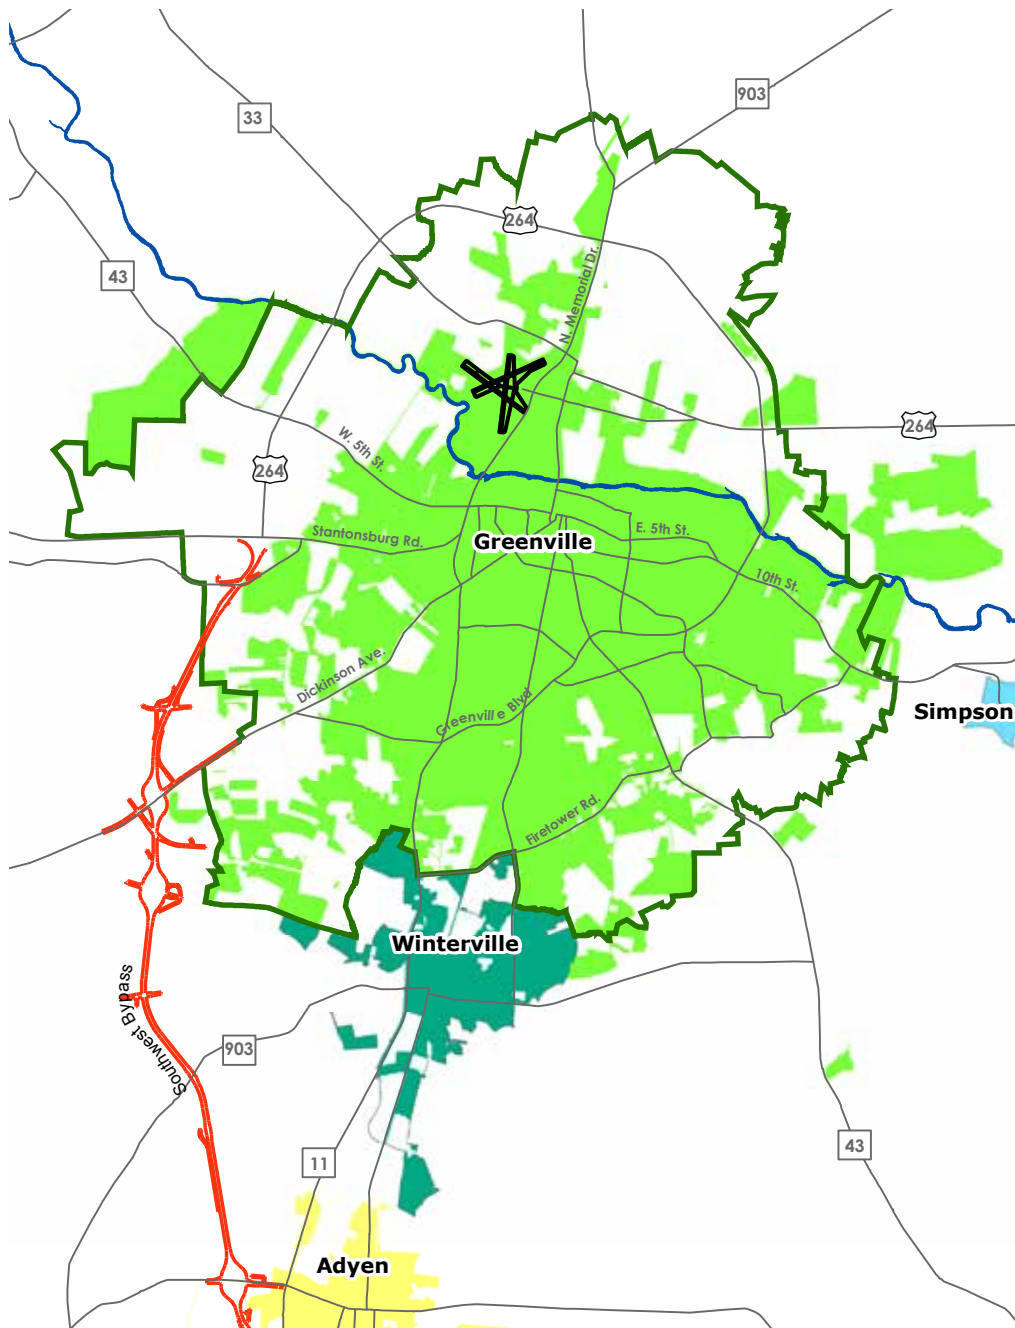 903
33
264
43
N. Memorial Dr.
264
W. 5th St.
264
Stantonsburg Rd.
E. 5th St.
Greenville
10th St.
Dickinson Ave.
Simpson
Greenville Blvd
Firetower Rd.
Winterville
Southwest Bypass
903
43
11
Adyen